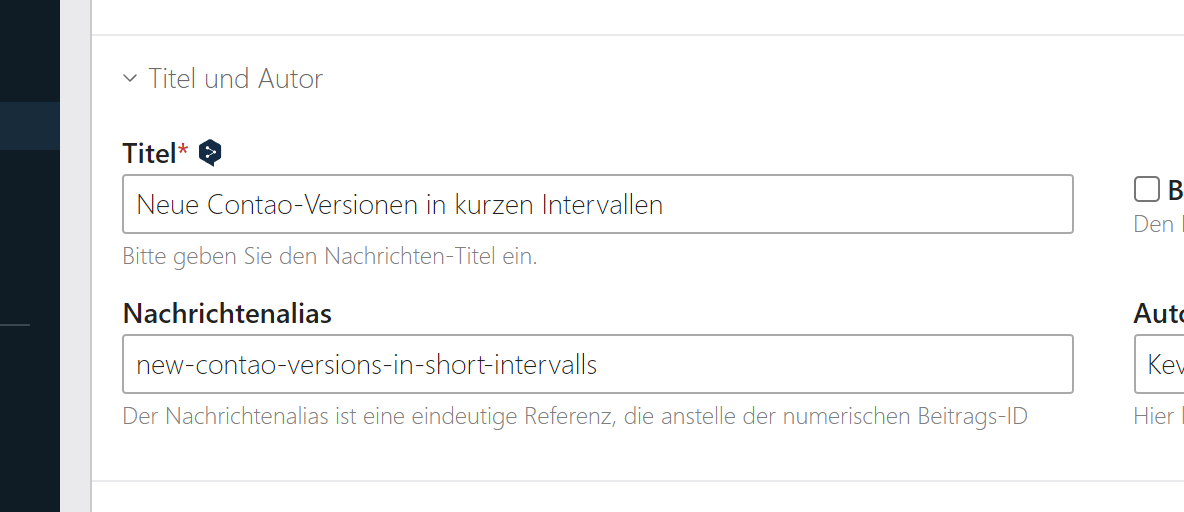 Titel und Autor
Titel*
Neue Contao-Versionen in kurzen Intervallen
B
Den
Bitte geben Sie den Nachrichten-Titel ein.
Nachrichtenalias
Auto
new-contao-versions-in-short-intervalls
Kev
Der Nachrichtenalias ist eine eindeutige Referenz, die anstelle der numerischen Beitrags-ID
Hier